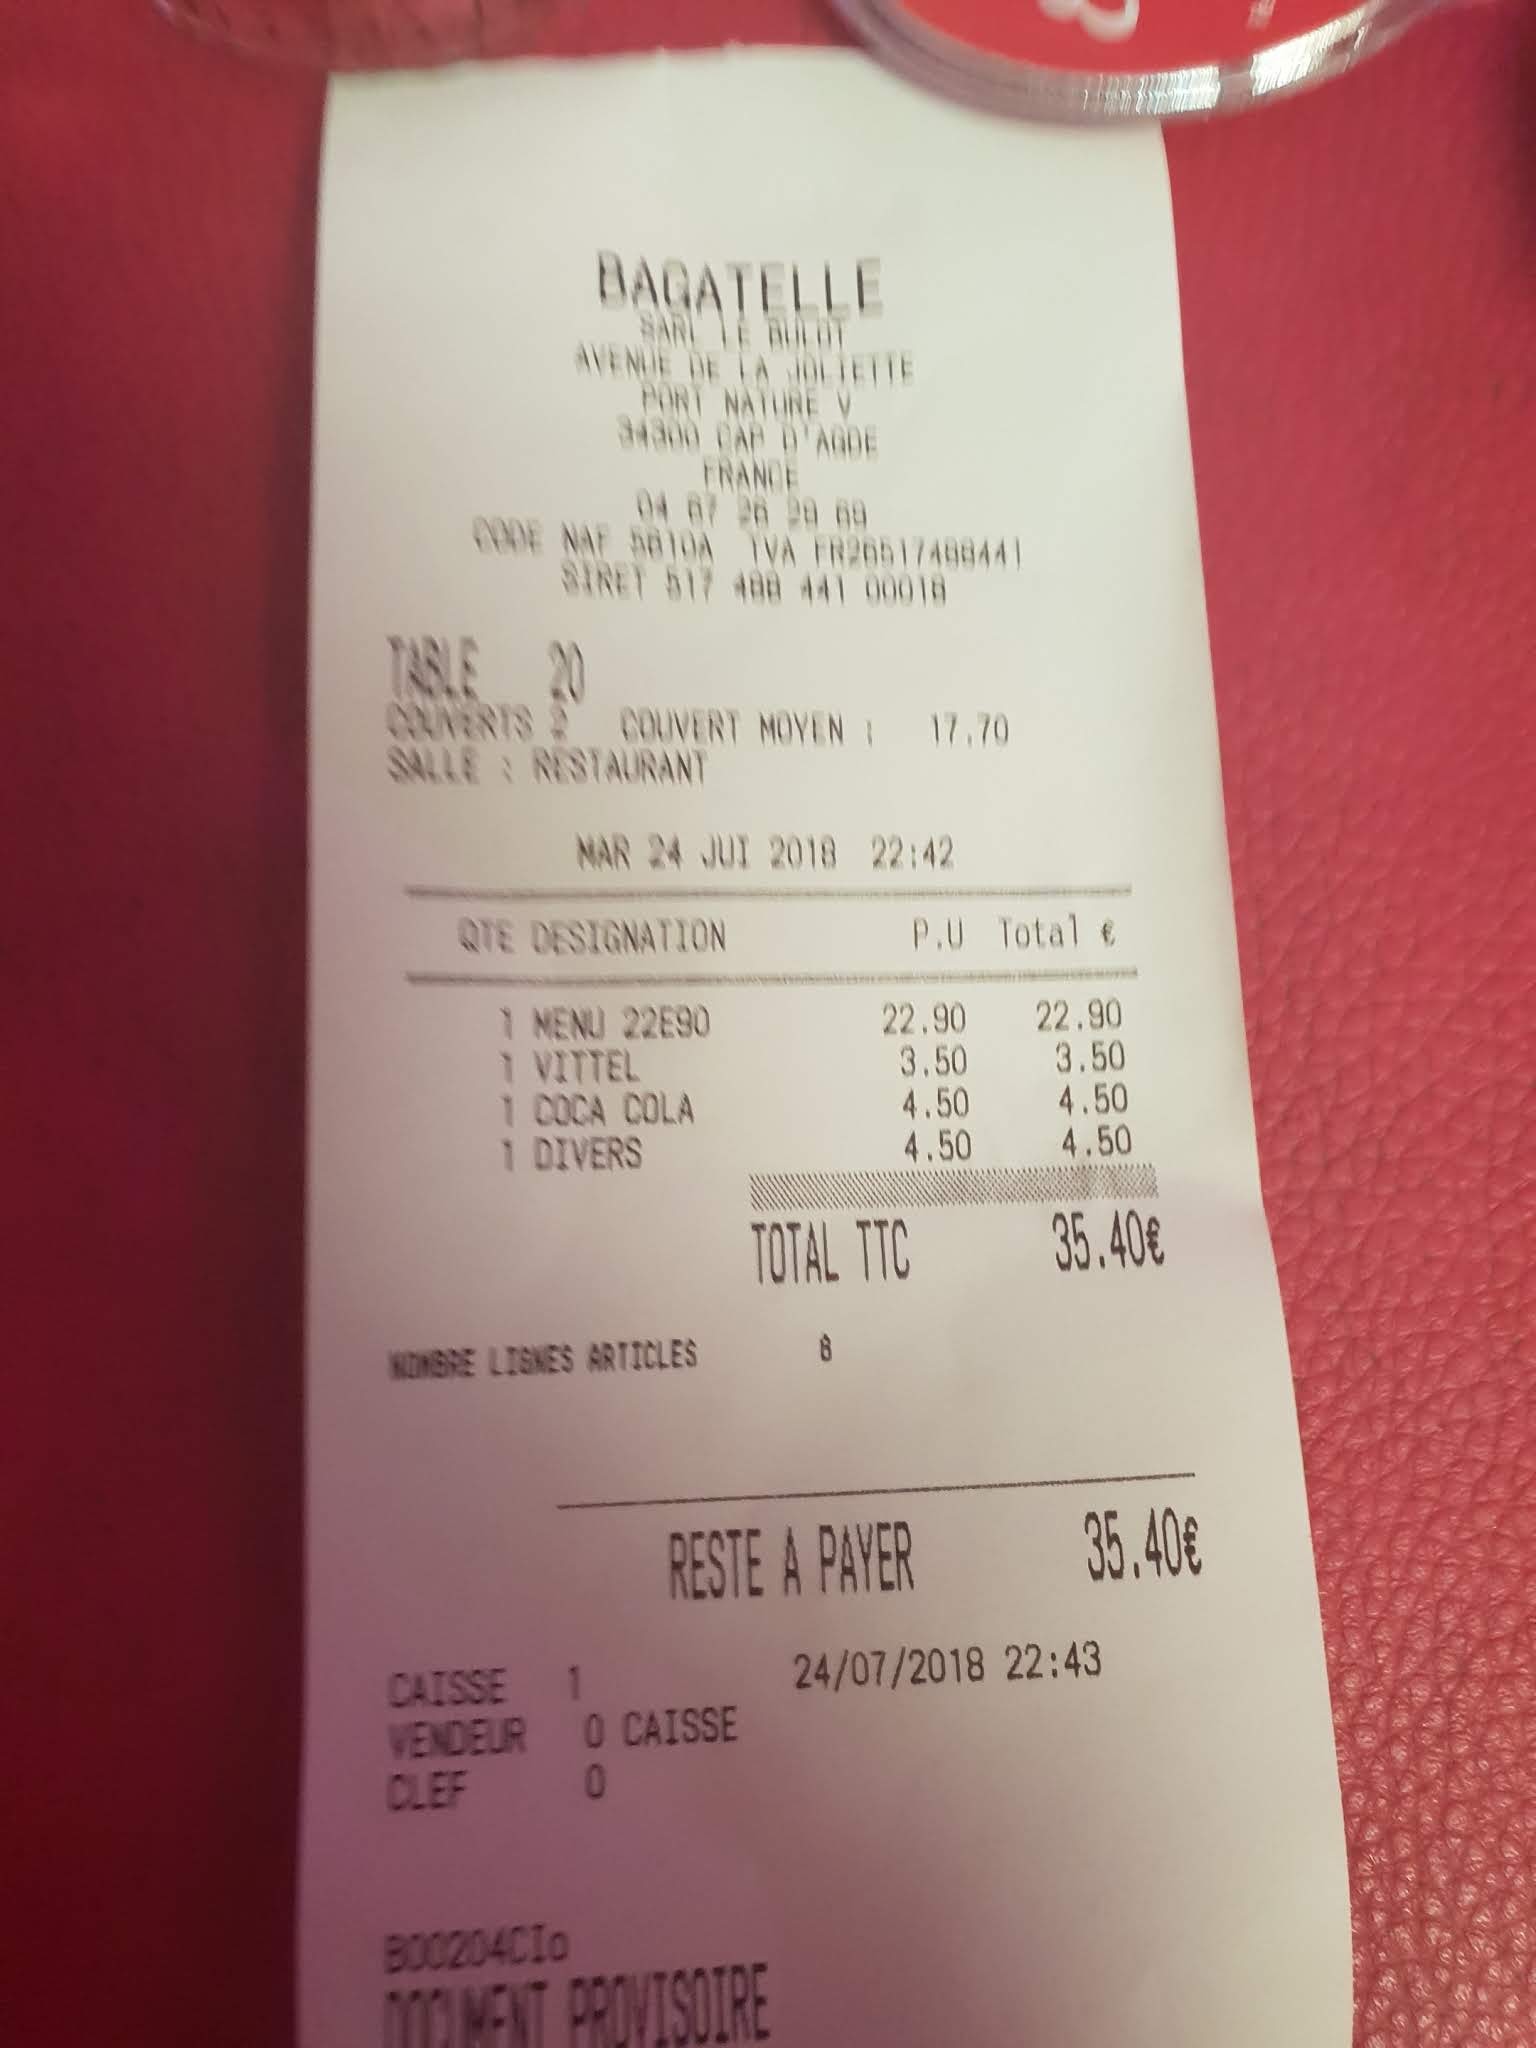 BAGATELLE
SARL LE BULOT
AVENUE DE LA JOLIETTE
PORT NATURE V
34300 CAP D'AGDE
FRANCE
04 67 26 29 69
CODE NAF 5610A TVA FR26517488441
SIRET 517 488 441 00018
TABLE 20
COUVERTS 2 COUVERT MOYEN : 17.70
SALLE : RESTAURANT
MAR 24 JUI 2018 22:42
QTE DESIGNATION P.U Total €
1 MENU 22E90 22.90 22.90
1 VITTEL 3.50 3.50
1 COCA COLA 4.50 4.50
1 DIVERS 4.50 4.50
TOTAL TTC 35.40€
NOMBRE LIGNES ARTICLES 8
RESTE A PAYER 35.40€
CAISSE 1 24/07/2018 22:43
VENDEUR 0 CAISSE
CLEF 0
B00204CIo
DOCUMENT PROVISOIRE